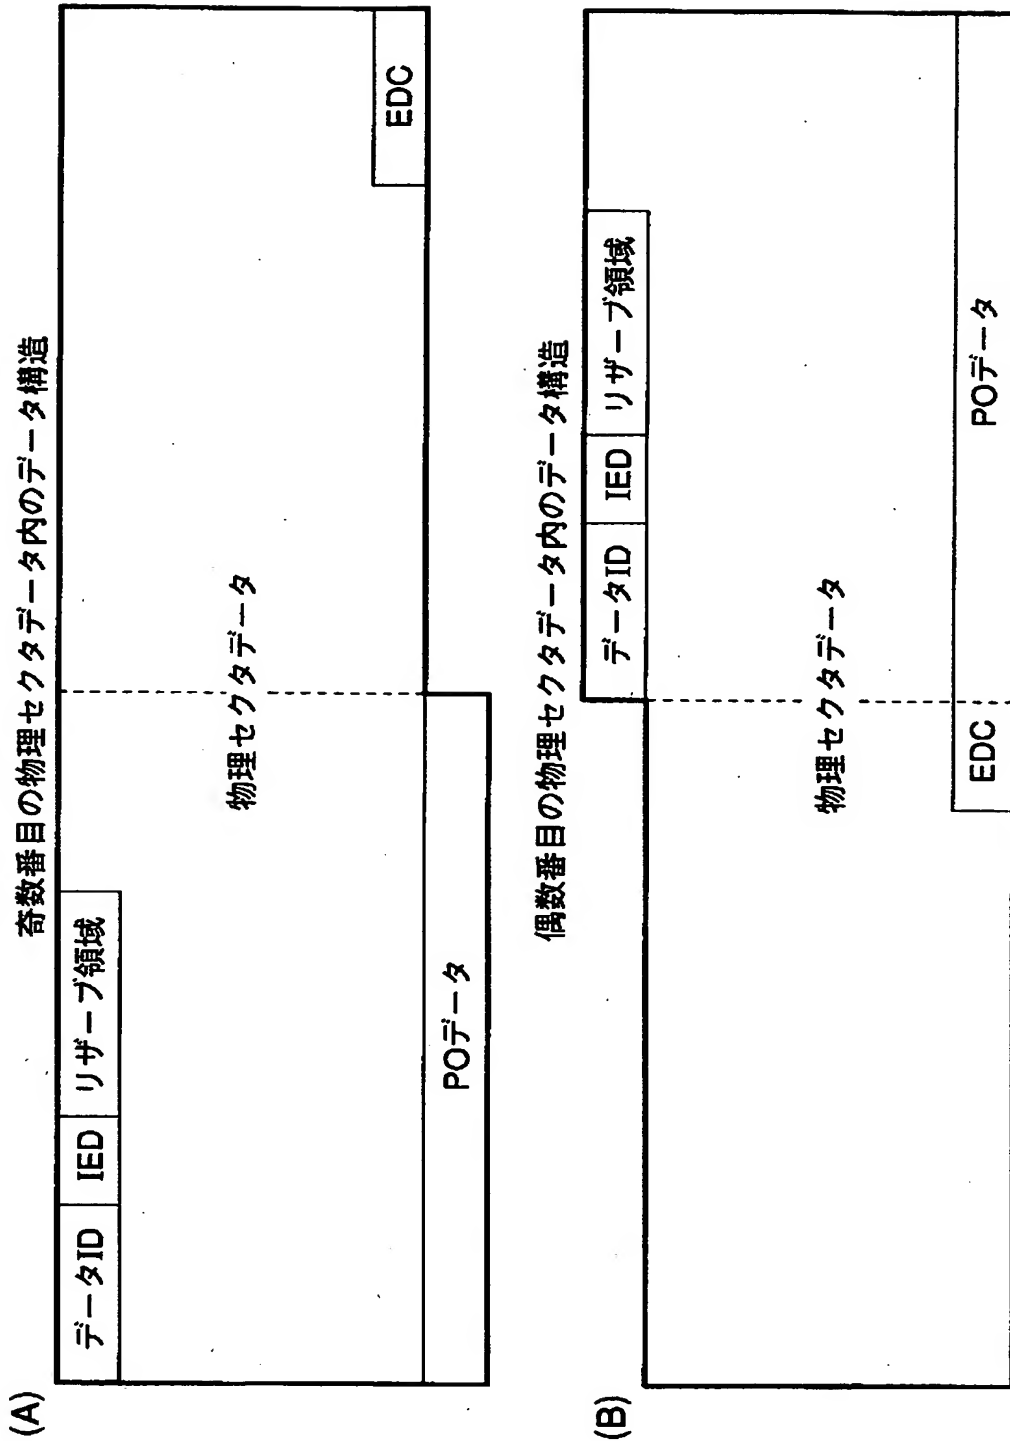 (A)
奇数番目の物理セクタデータ内のデータ構造
データID
IED
リザーブ領域
物理セクタデータ
EDC
POデータ
(B)
偶数番目の物理セクタデータ内のデータ構造
データID
IED
リザーブ領域
物理セクタデータ
EDC
POデータ